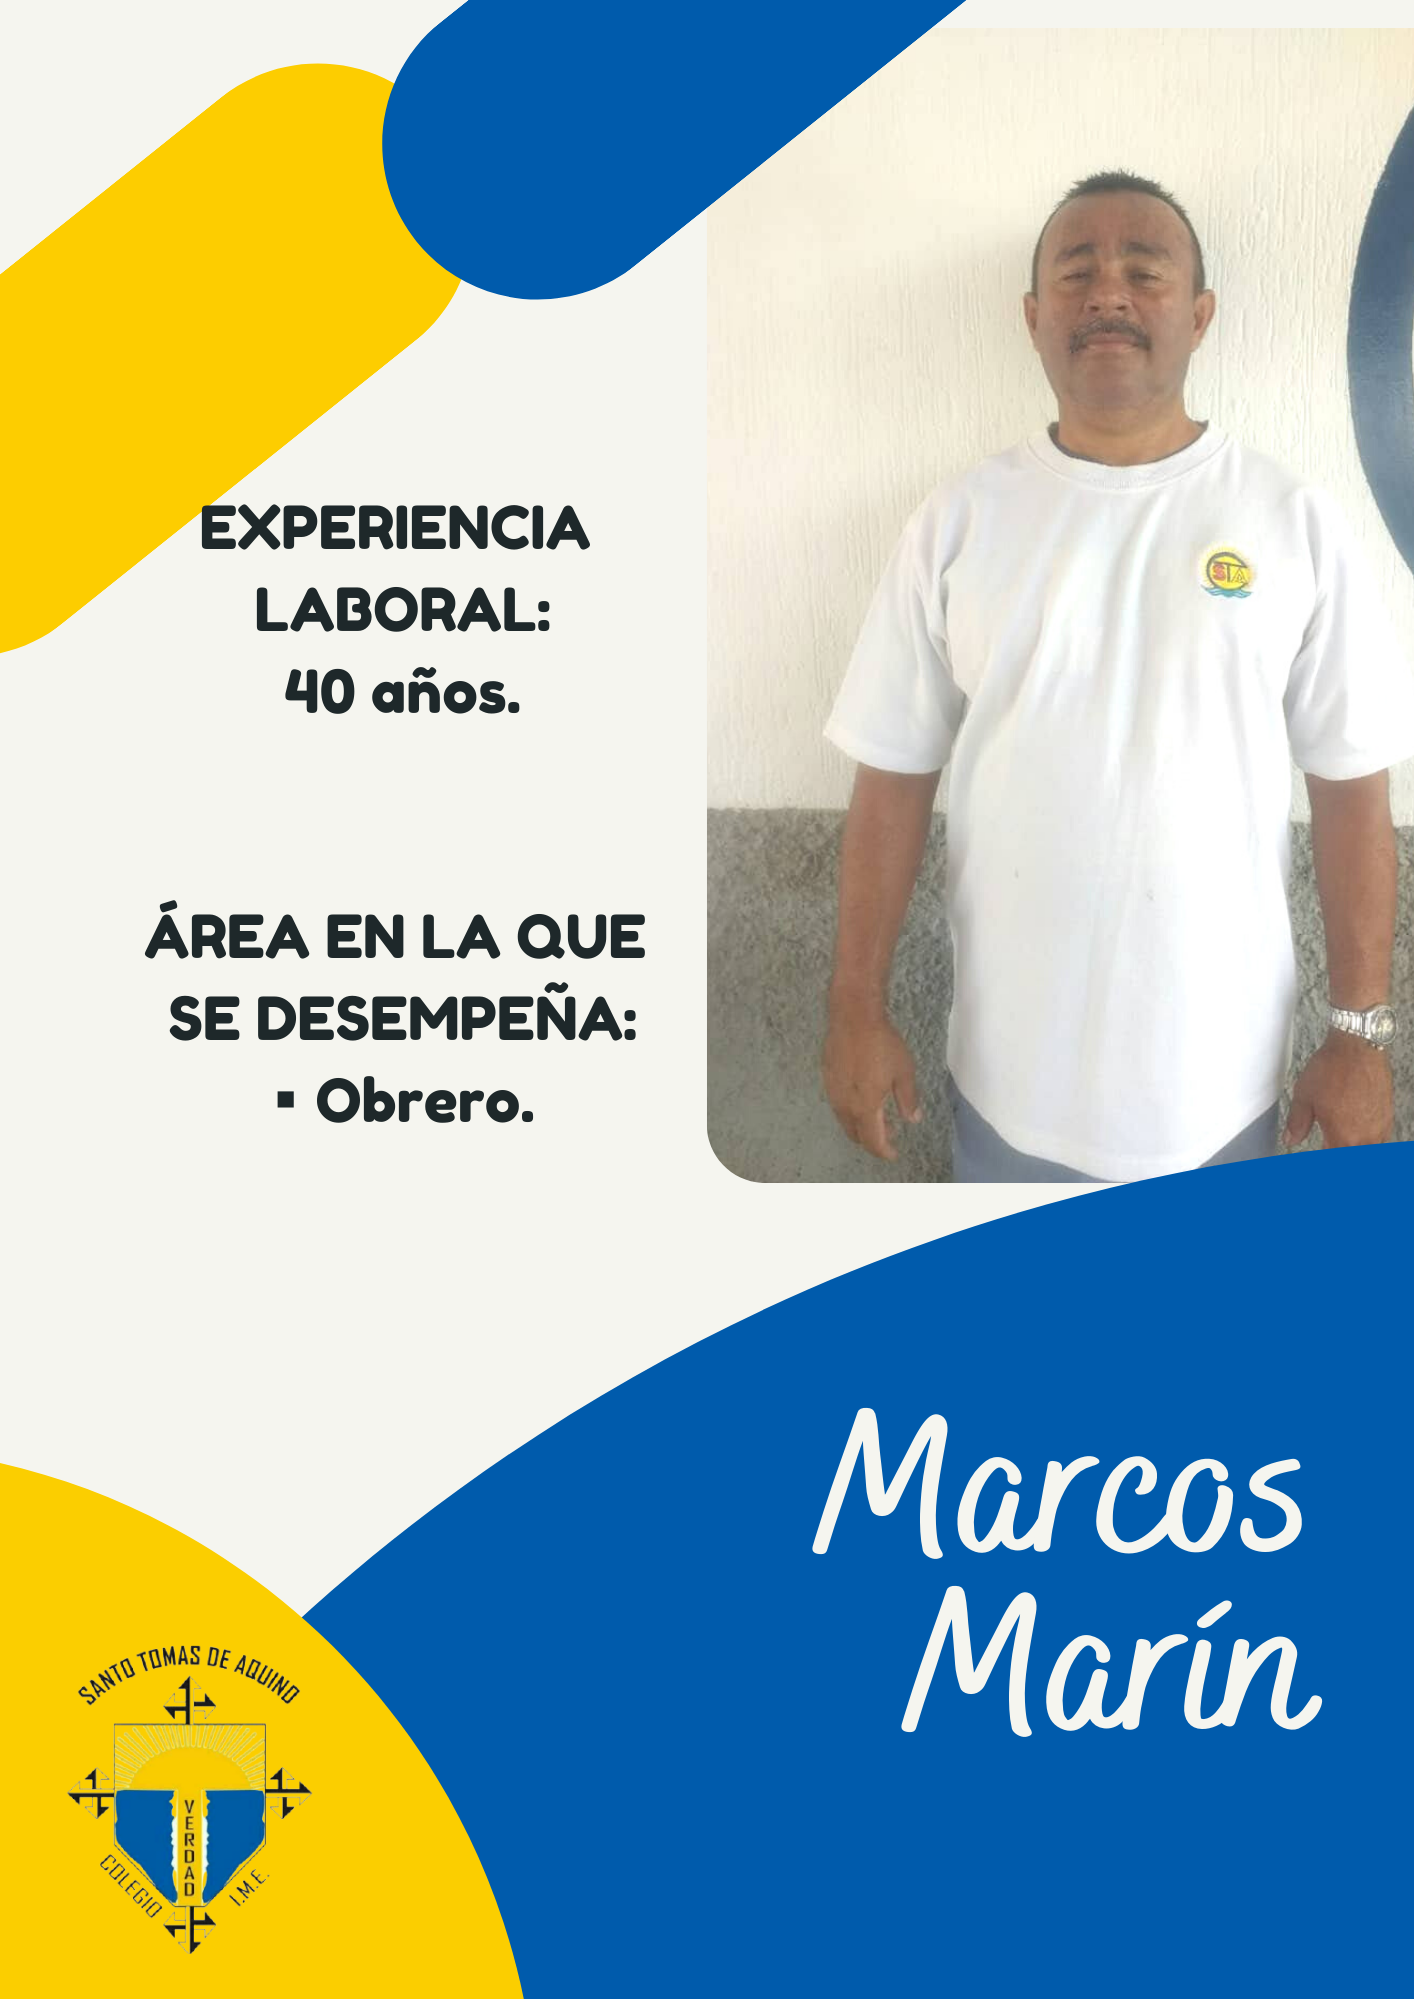 EXPERIENCIA
LABORAL:
40 años.
ÁREA EN LA QUE
SE DESEMPEÑA:
▪ Obrero.
STA
Marcos
Marín
SANTO TOMAS DE AQUINO
VERDAD
COLEGIO
I.M.E.